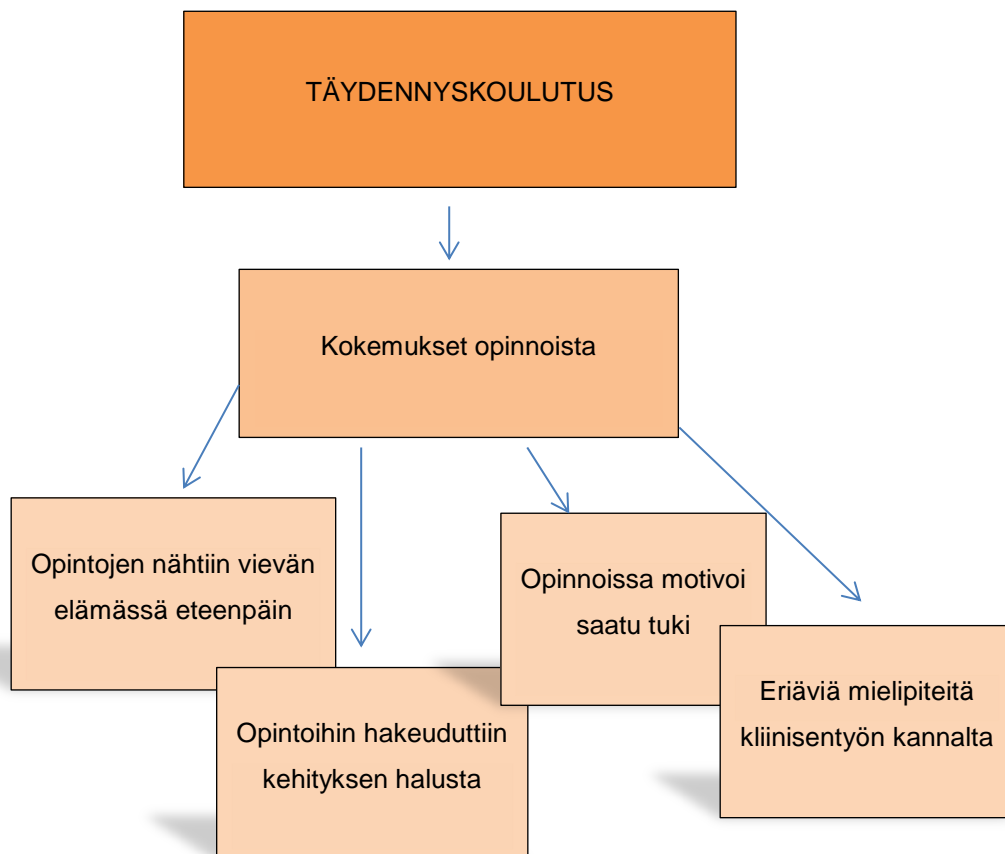 TÄYDENNYSKOULUTUS
Kokemukset opinnoista
Opintojen nähtiin vievän
elämässä eteenpäin
Opintoihin hakeuduttiin
kehityksen halusta
Opinnoissa motivoi
saatu tuki
Eriäviä mielipiteitä
kliinisentyön kannalta